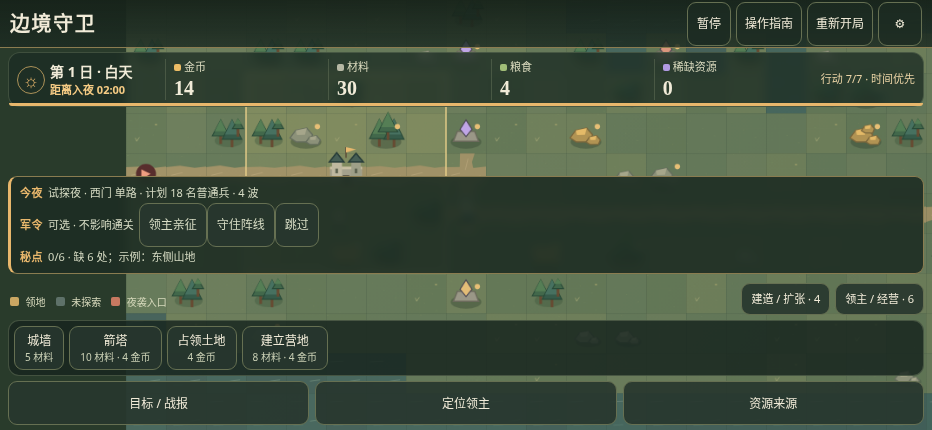 边境守卫
暂停
操作指南
重新开局
第 1 日 · 白天
距离入夜 02:00
金币
14
材料
30
粮食
4
稀缺资源
0
行动 7/7 · 时间优先
今夜 试探夜 · 西门 单路 · 计划 18 名普通兵 · 4 波
军令 可选 · 不影响通关 领主亲征 守住阵线 跳过
秘点 0/6 · 缺 6 处；示例：东侧山地
领地 未探索 夜袭入口
建造 / 扩张 · 4
领主 / 经营 · 6
城墙
5 材料
箭塔
10 材料 · 4 金币
占领土地
4 金币
建立营地
8 材料 · 4 金币
目标 / 战报
定位领主
资源来源